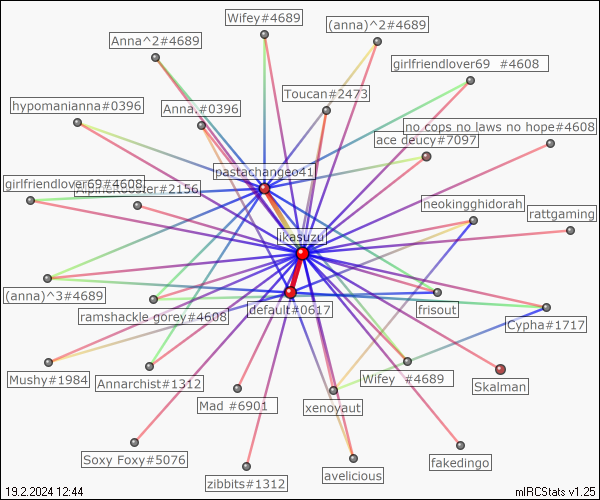 Wifey#4689
(anna)^2#4689
Anna^2#4689
girlfriendlover69 #4608
Toucan#2473
hypomanianna#0396
Anna.#0396
no cops no laws no hope#4608
ace deucy#7097
pastachangeo41
girlfriendlover69#4608
#2156
neokingghidorah
rattgaming
ikasuzu
(anna)^3#4689
ramshackle gorey#4608
default#0617
frisout
Cypha#1717
Mushy#1984
Annarchist#1312
Wifey #4689
Skalman
Mad #6901
xenoyaut
Soxy Foxy#5076
zibbits#1312
avelicious
fakedingo
19.2.2024 12:44
mIRCStats v1.25